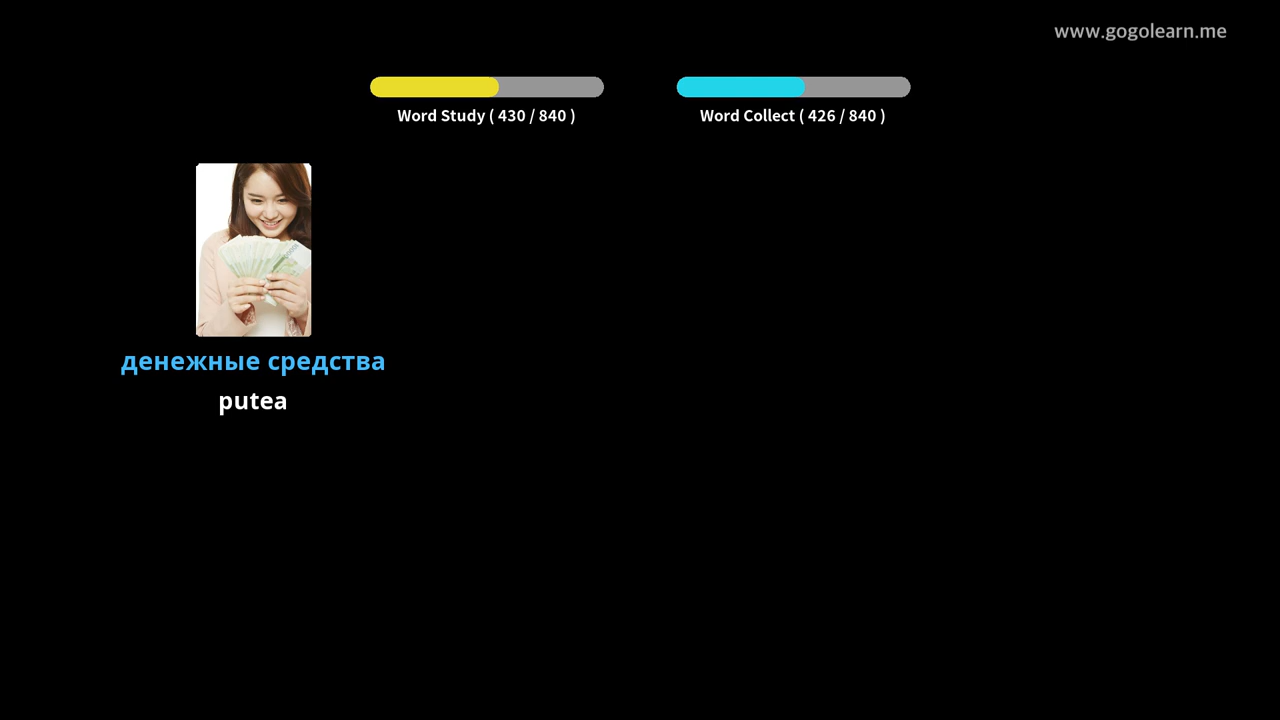 www.gogolearn.me
Word Study ( 430 / 840 )
Word Collect ( 426 / 840 )
денежные средства
putea